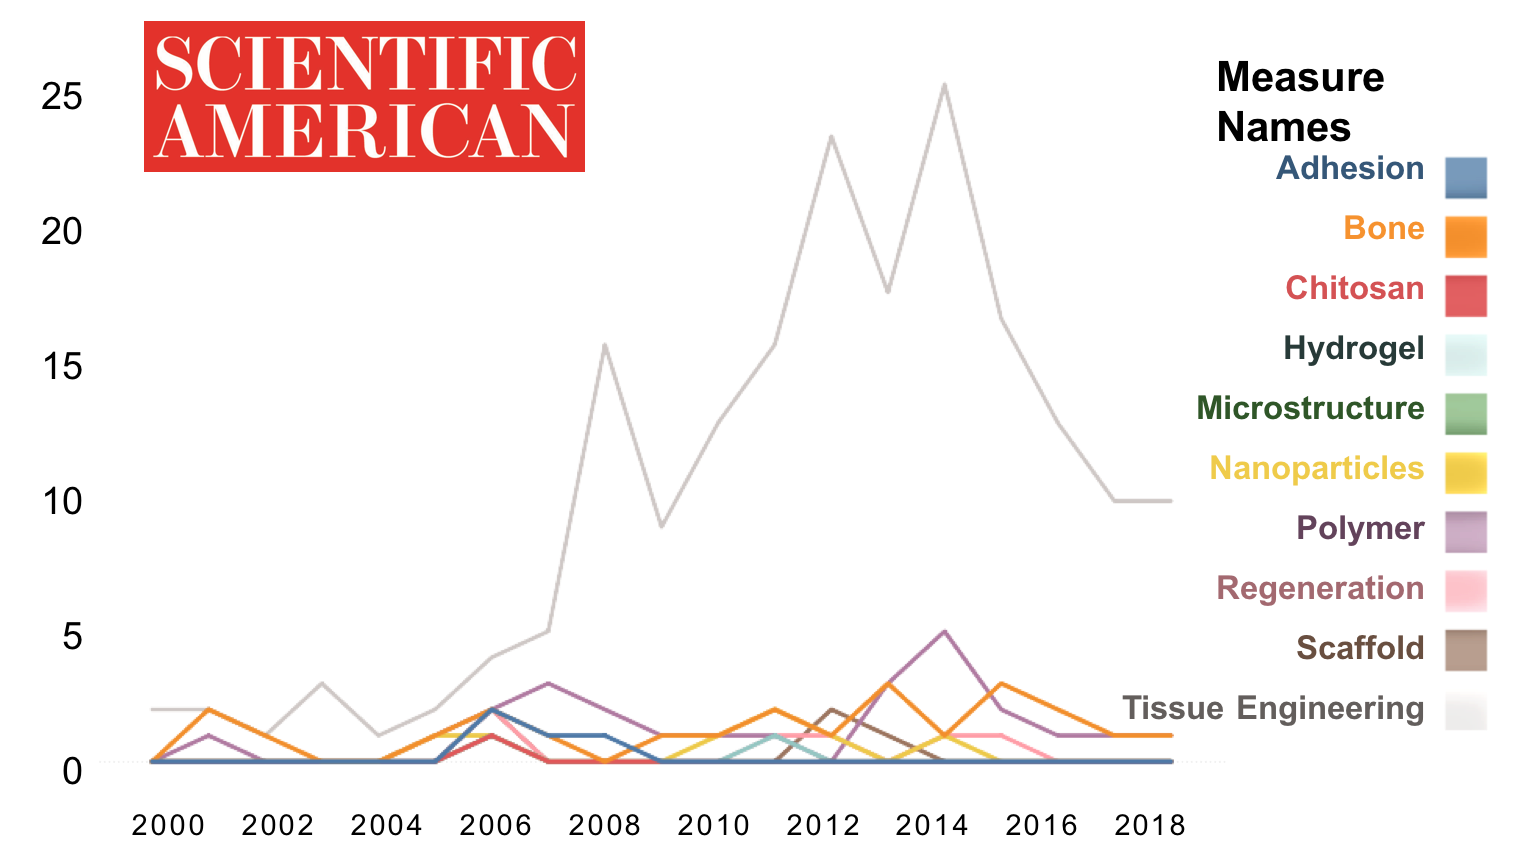 SCIENTIFIC
AMERICAN
25
20
15
10
5
0
2000 2002 2004 2006 2008 2010 2012 2014 2016 2018
Measure
Names
Adhesion
Bone
Chitosan
Hydrogel
Microstructure
Nanoparticles
Polymer
Regeneration
Scaffold
Tissue Engineering